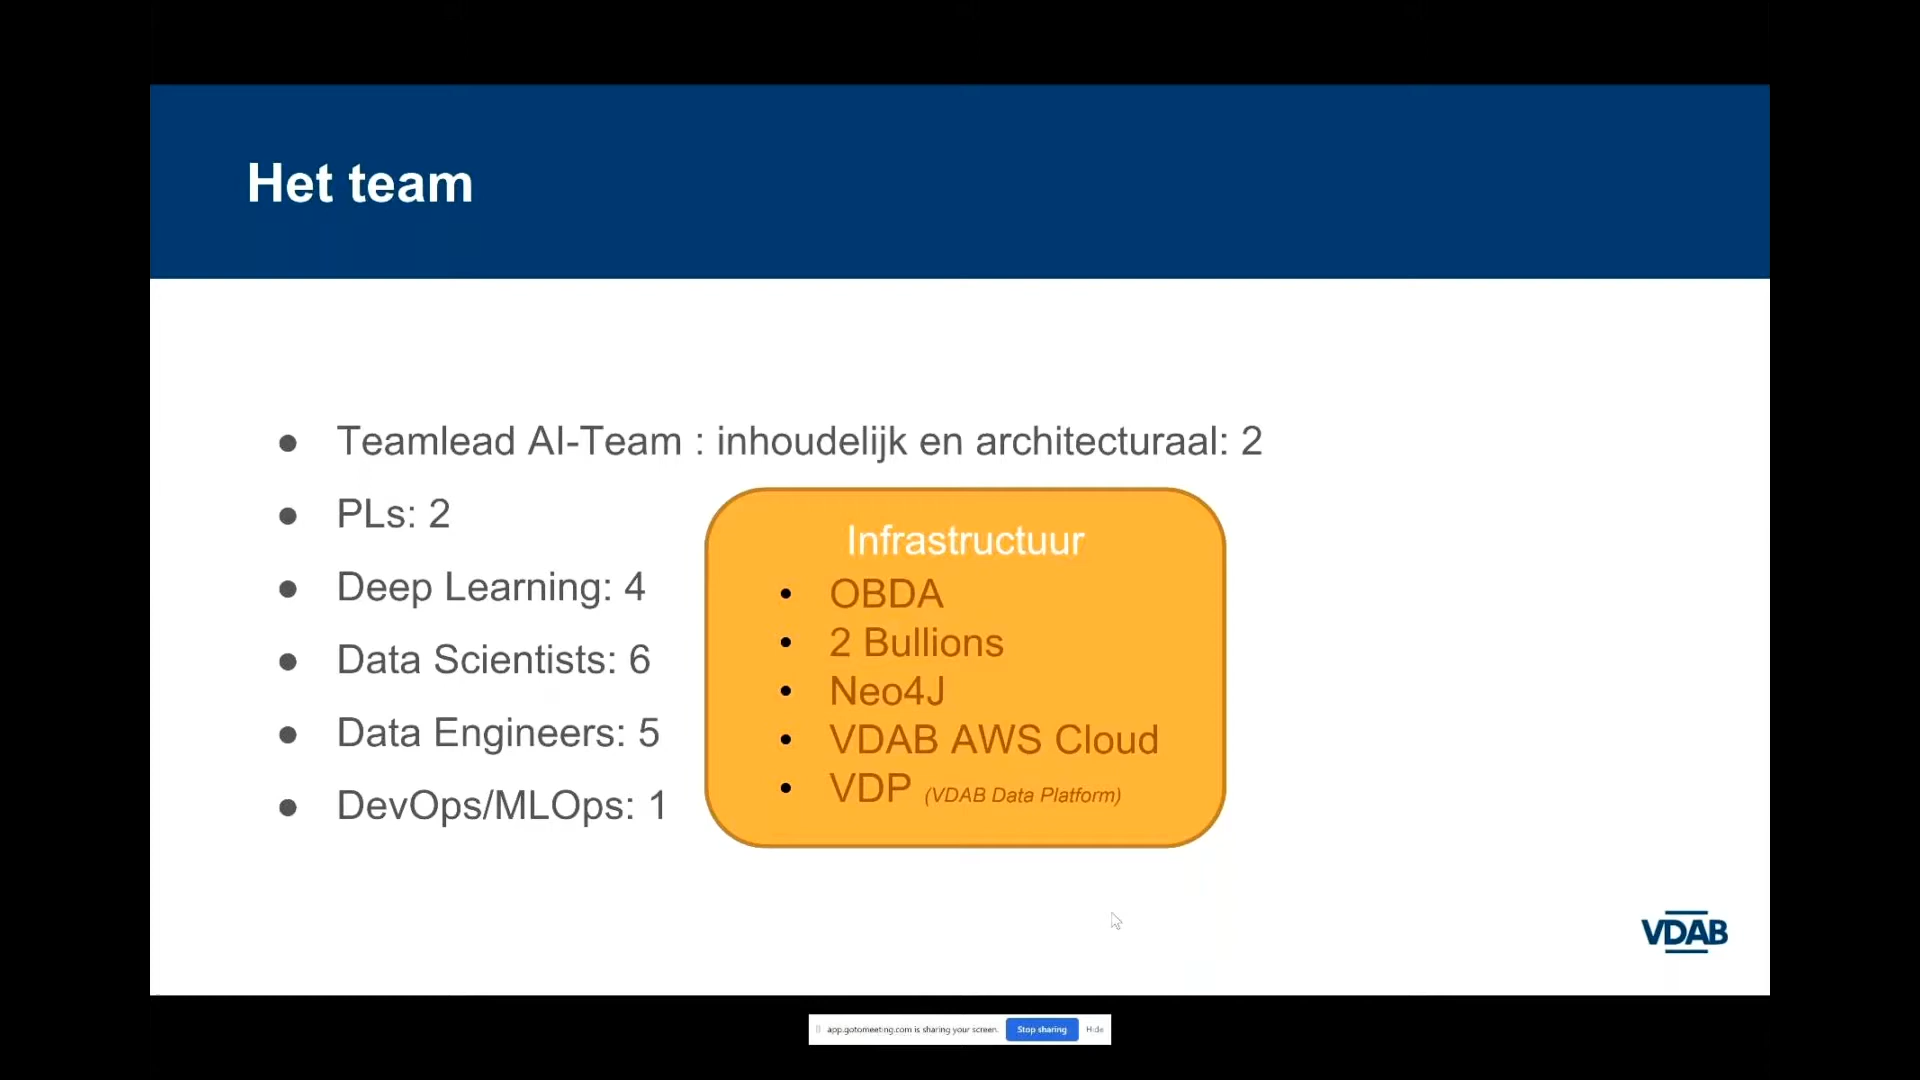 Het team
● Teamlead AI-Team : inhoudelijk en architecturaal: 2
● PLs: 2
● Deep Learning: 4
● Data Scientists: 6
● Data Engineers: 5
● DevOps/MLOps: 1
Infrastructuur
• OBDA
• 2 Bullions
• Neo4J
• VDAB AWS Cloud
• VDP (VDAB Data Platform)
VDAB
app.gotomeeting.com is sharing your screen. Stop sharing Hide